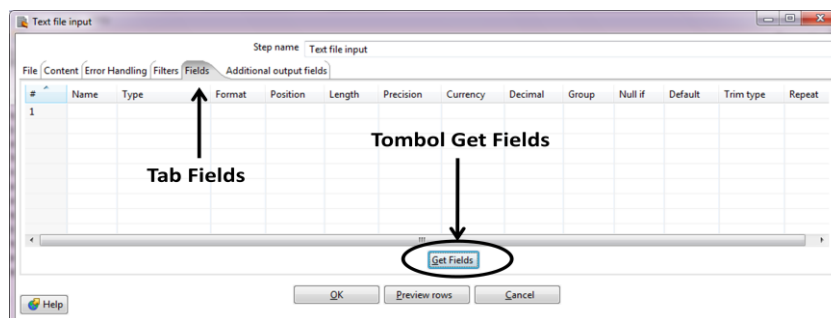 Text file input
Step name Text file input
File Content Error Handling Filters Fields Additional output fields
# Name Type Format Position Length Precision Currency Decimal Group Null if Default Trim type Repeat
1
Tombol Get Fields
Tab Fields
Get Fields
OK Preview rows Cancel
Help